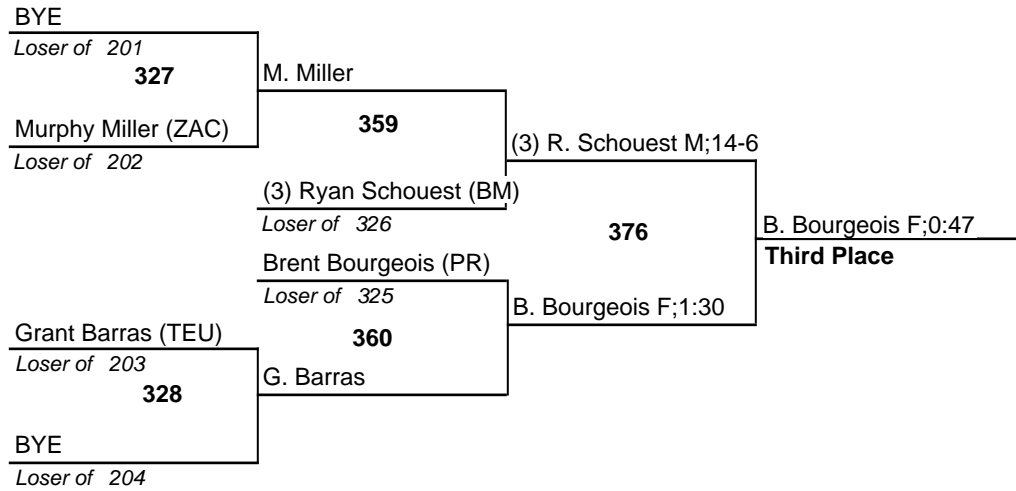 BYE
Loser of 201
327
M. Miller
Murphy Miller (ZAC)
Loser of 202
359
(3) R. Schouest M;14-6
(3) Ryan Schouest (BM)
Loser of 326
376
B. Bourgeois F;0:47
Third Place
Brent Bourgeois (PR)
Loser of 325
B. Bourgeois F;1:30
Grant Barras (TEU)
Loser of 203
360
328
G. Barras
BYE
Loser of 204